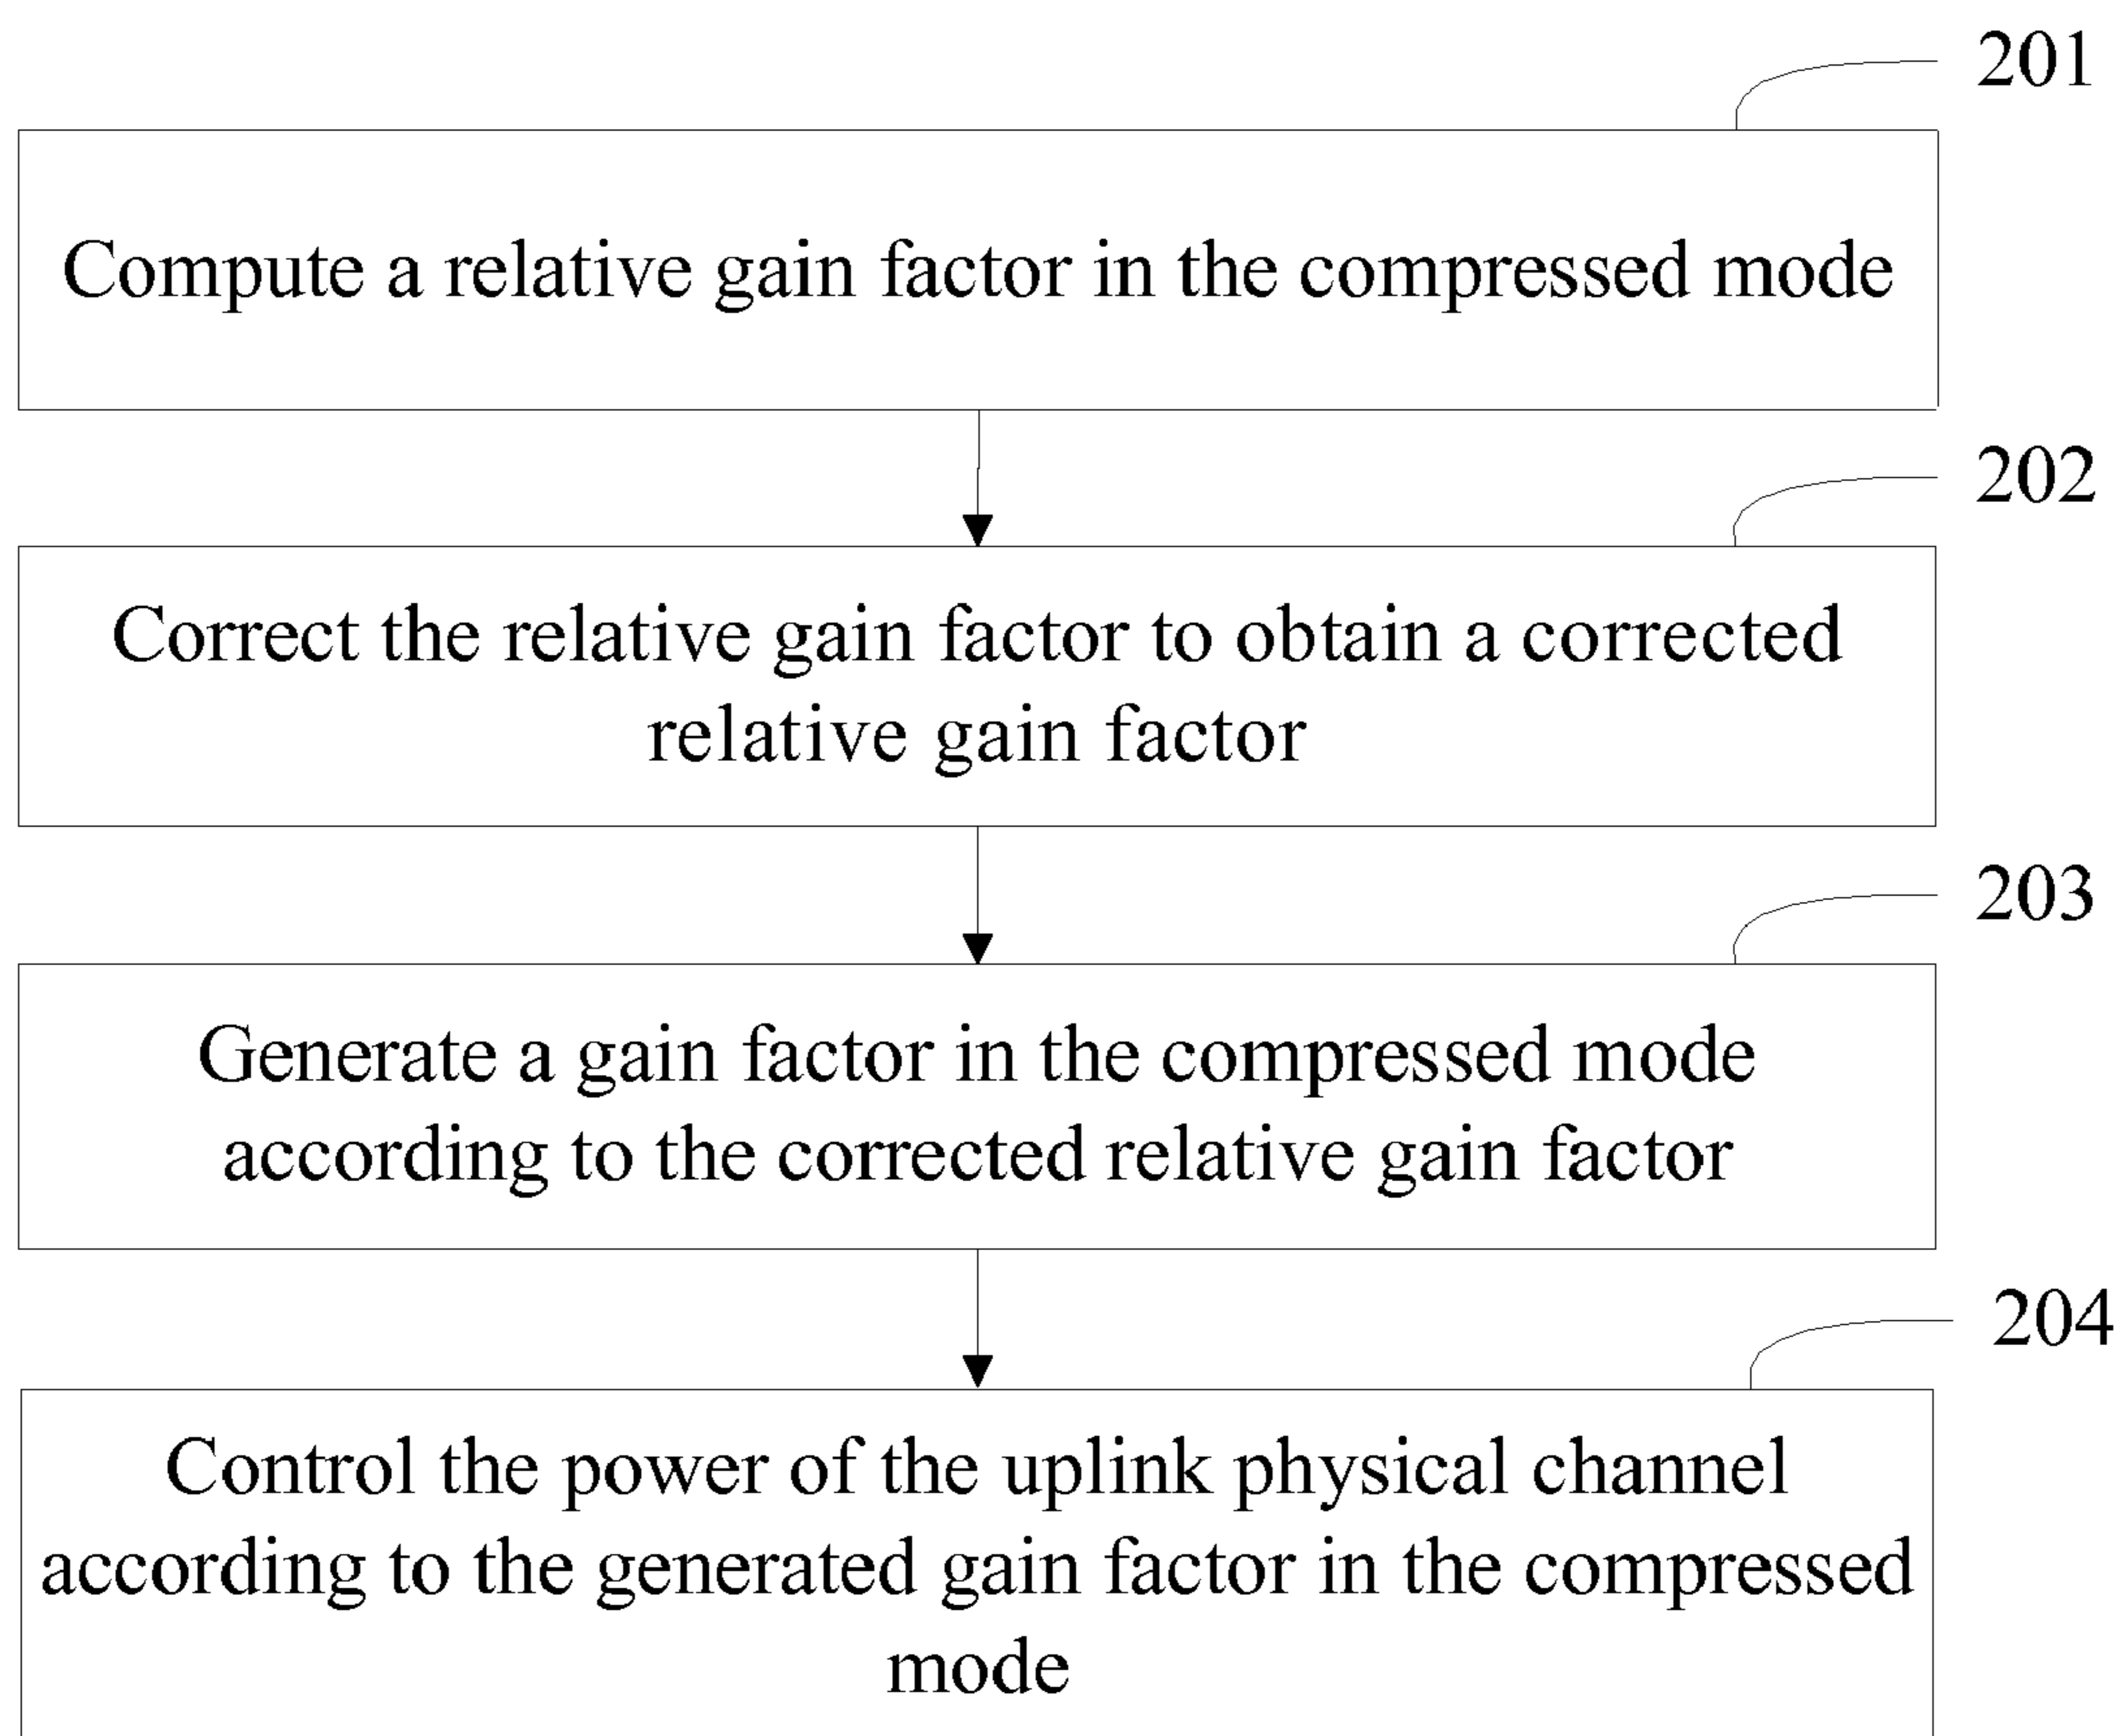 201
Compute a relative gain factor in the compressed mode
202
Correct the relative gain factor to obtain a corrected
relative gain factor
203
Generate a gain factor in the compressed mode
according to the corrected relative gain factor
204
Control the power of the uplink physical channel
according to the generated gain factor in the compressed
mode